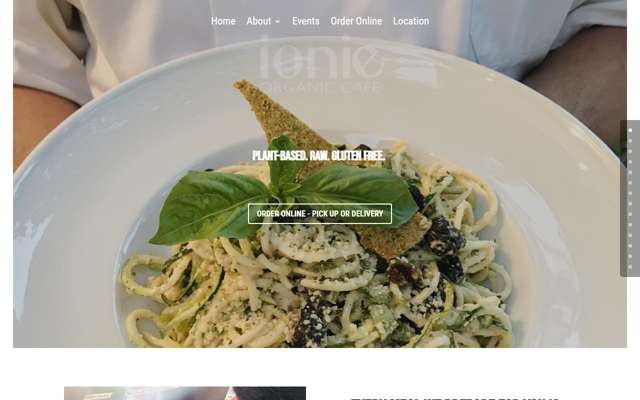 Home About Events Order Online Location
ionie
ORGANIC CAFE
PLANT-BASED. RAW. GLUTEN FREE.
ORDER ONLINE - PICK UP OR DELIVERY